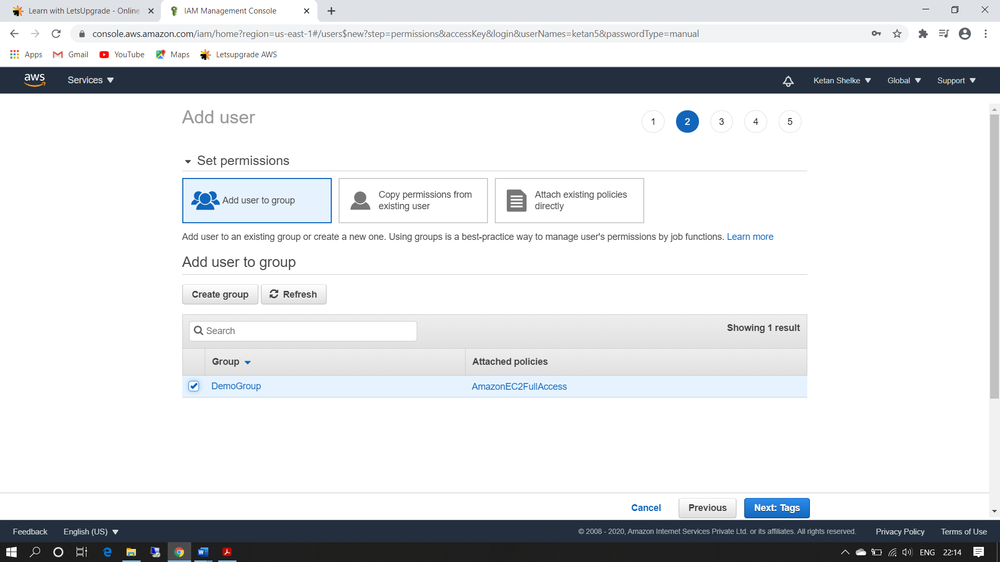 Learn with LetsUpgrade - Online
IAM Management Console
console.aws.amazon.com/iam/home?region=us-east-1#/users$new?step=permissions&accessKey&login&userNames=ketan5&passwordType=manual
Apps
Gmail
YouTube
Maps
Letsupgrade AWS
aws
Services
Ketan Shelke
Global
Support
Add user
1
2
3
4
5
Set permissions
Add user to group
Copy permissions from
existing user
Attach existing policies
directly
Add user to an existing group or create a new one. Using groups is a best-practice way to manage user's permissions by job functions. Learn more
Add user to group
Create group
Refresh
Search
Showing 1 result
Group
Attached policies
DemoGroup
AmazonEC2FullAccess
Cancel
Previous
Next: Tags
Feedback
English (US)
© 2008 - 2020, Amazon Internet Services Private Ltd. or its affiliates. All rights reserved.
Privacy Policy
Terms of Use
ENG
22:14